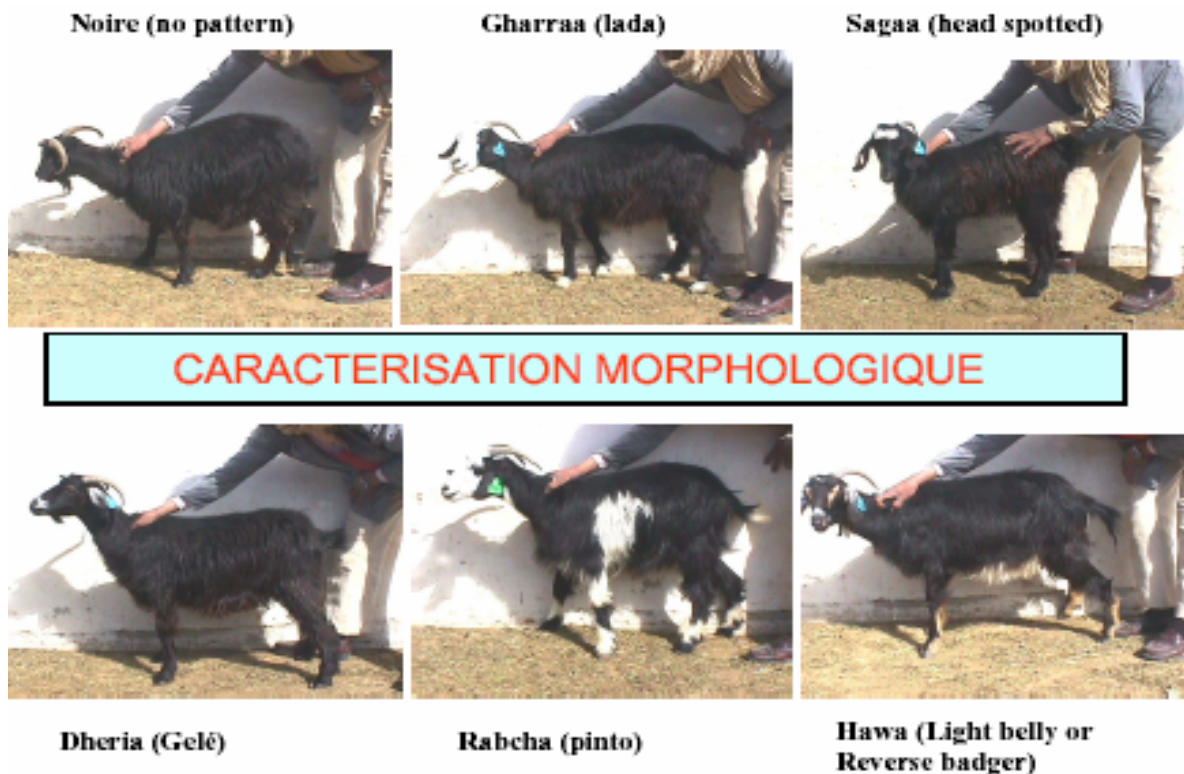 Noire (no pattern)
Gharraa (lada)
Sagaa (head spotted)
CARACTERISATION MORPHOLOGIQUE
Dheria (Gelé)
Rabcha (pinto)
Hawa (Light belly or
Reverse badger)